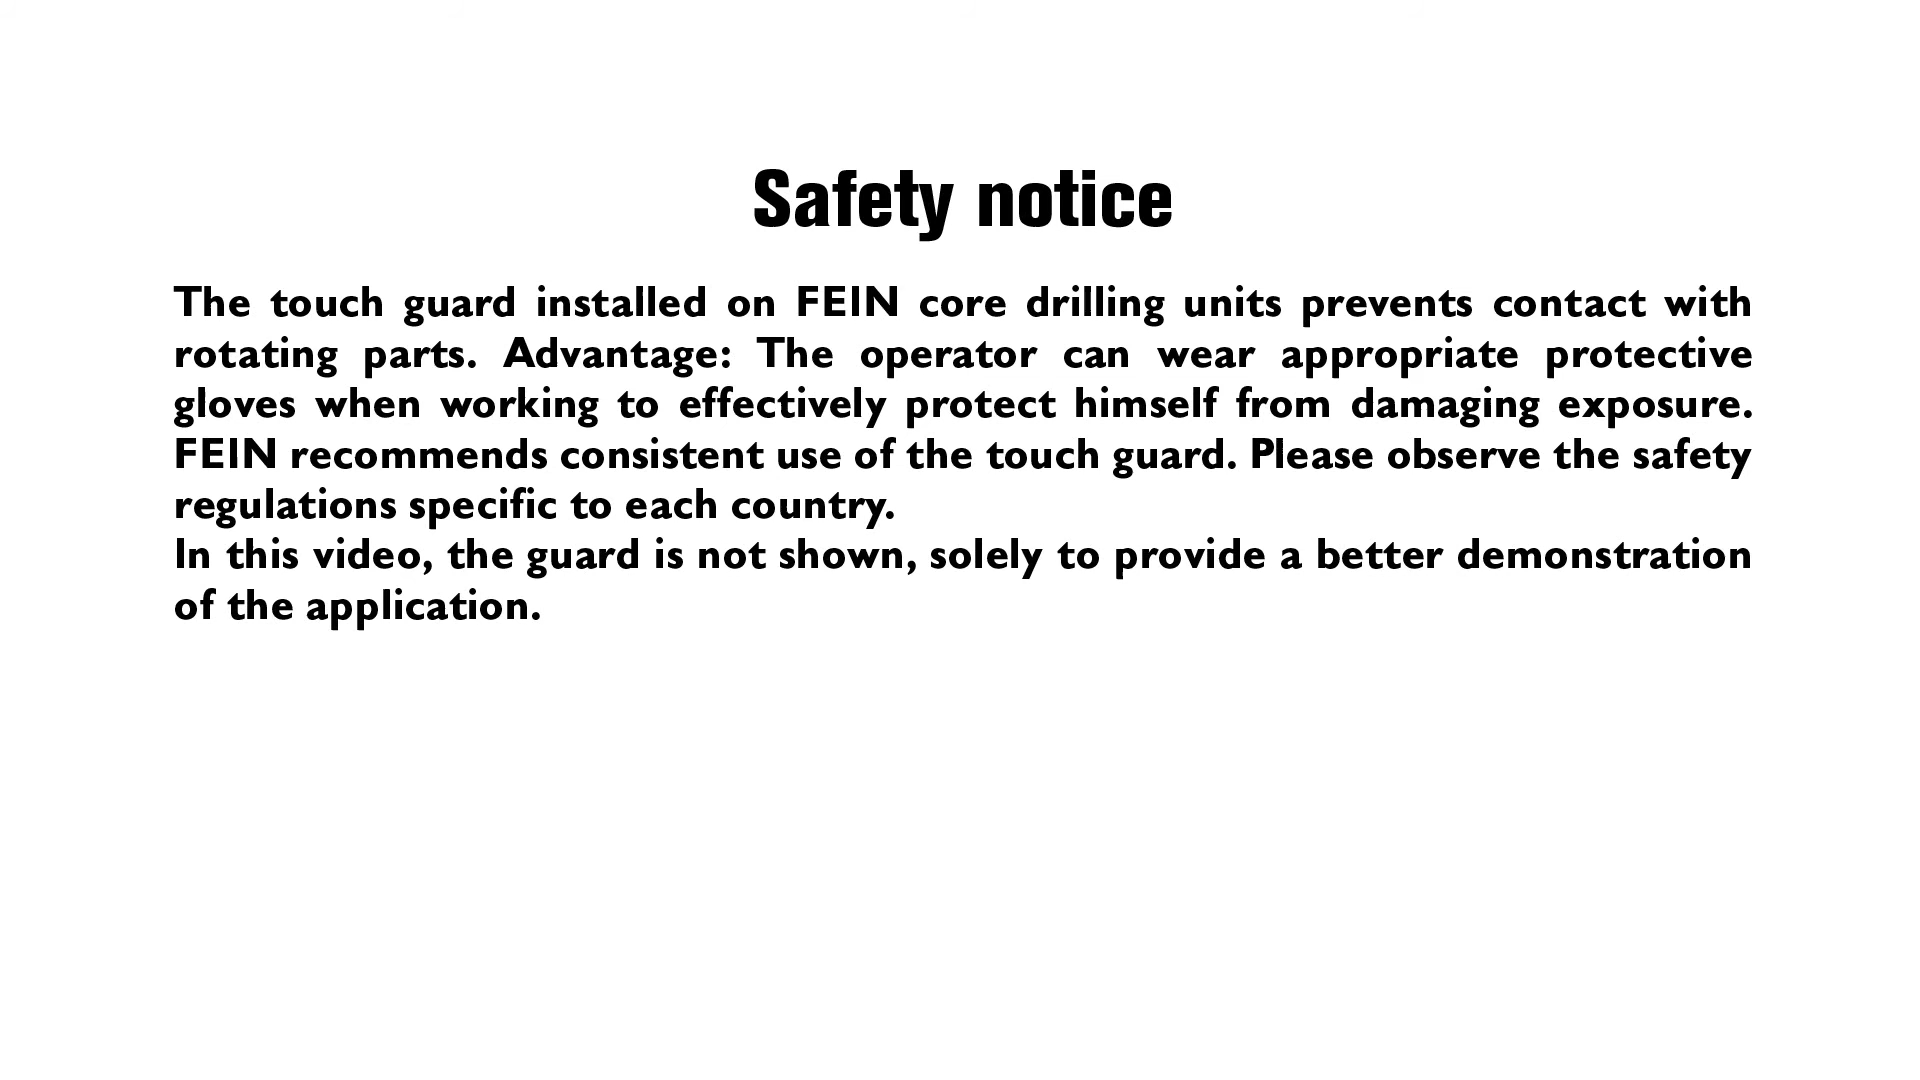 Safety notice
The touch guard installed on FEIN core drilling units prevents contact with
rotating parts. Advantage: The operator can wear appropriate protective
gloves when working to effectively protect himself from damaging exposure.
FEIN recommends consistent use of the touch guard. Please observe the safety
regulations specific to each country.
In this video, the guard is not shown, solely to provide a better demonstration
of the application.